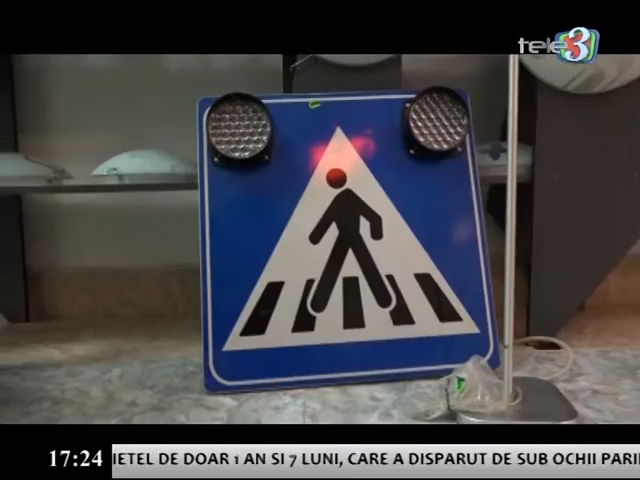 tele3
17:24 IETEL DE DOAR 1 AN SI 7 LUNI, CARE A DISPARUT DE SUB OCHII PARI